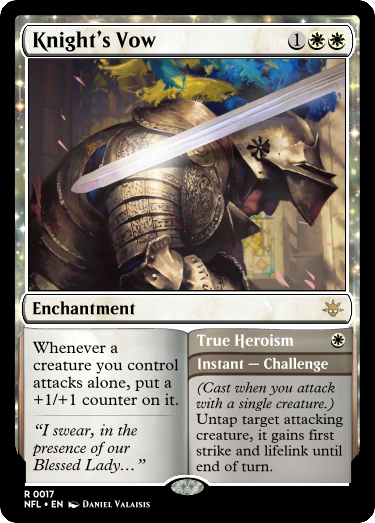 Knight's Vow 1
Enchantment
Whenever a
creature you control
attacks alone, put a
+1/+1 counter on it.
“I swear, in the
presence of our
Blessed Lady…”
True Heroism
Instant — Challenge
(Cast when you attack
with a single creature.)
Untap target attacking
creature, it gains first
strike and lifelink until
end of turn.
R 0017
NFL • EN Daniel Valaisis